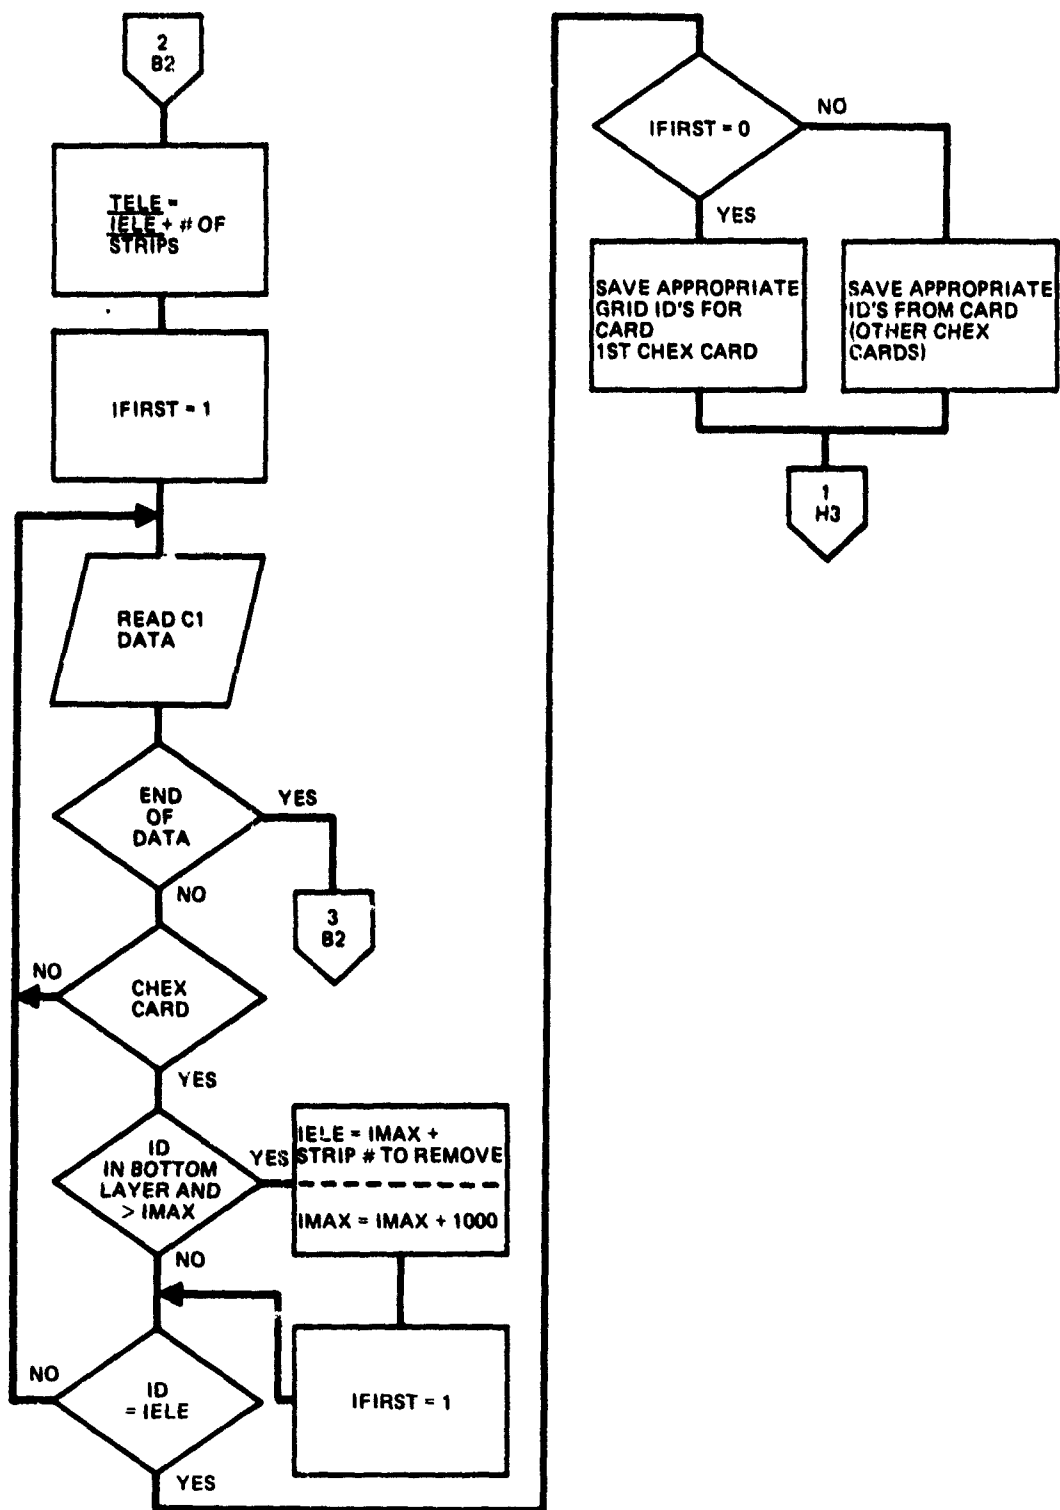 2
B2
TELE =
IELE + # OF
STRIPS
IFIRST = 1
READ C1
DATA
END
OF
DATA
YES
NO
3
B2
CHEX
CARD
NO
YES
ID
IN BOTTOM
LAYER AND
> IMAX
YES
IELE = IMAX +
STRIP # TO REMOVE
IMAX = IMAX + 1000
NO
IFIRST = 1
ID
= IELE
NO
YES
IFIRST = 0
NO
YES
SAVE APPROPRIATE
GRID ID'S FOR
CARD
1ST CHEX CARD
SAVE APPROPRIATE
ID'S FROM CARD
(OTHER CHEX
CARDS)
1
H3